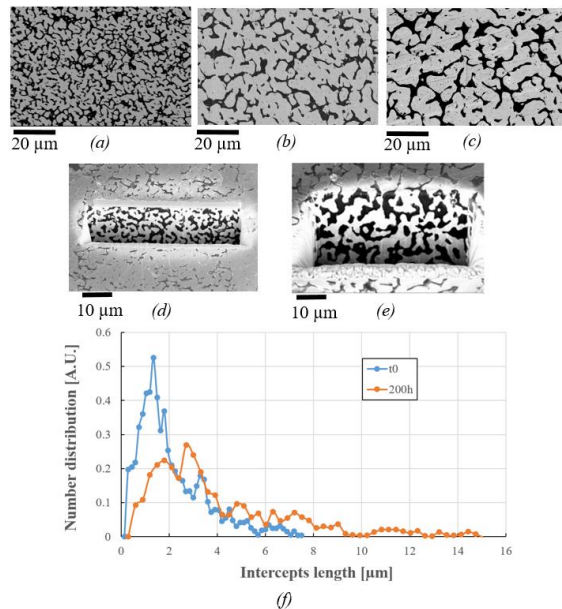 20 µm
(a)
20 µm
(b)
20 µm
(c)
10 µm
(d)
10 µm
(e)
Number distribution [A.U.]
0.6
0.5
0.4
0.3
0.2
0.1
0
t0
200h
0 2 4 6 8 10 12 14 16
Intercepts length [µm]
(f)